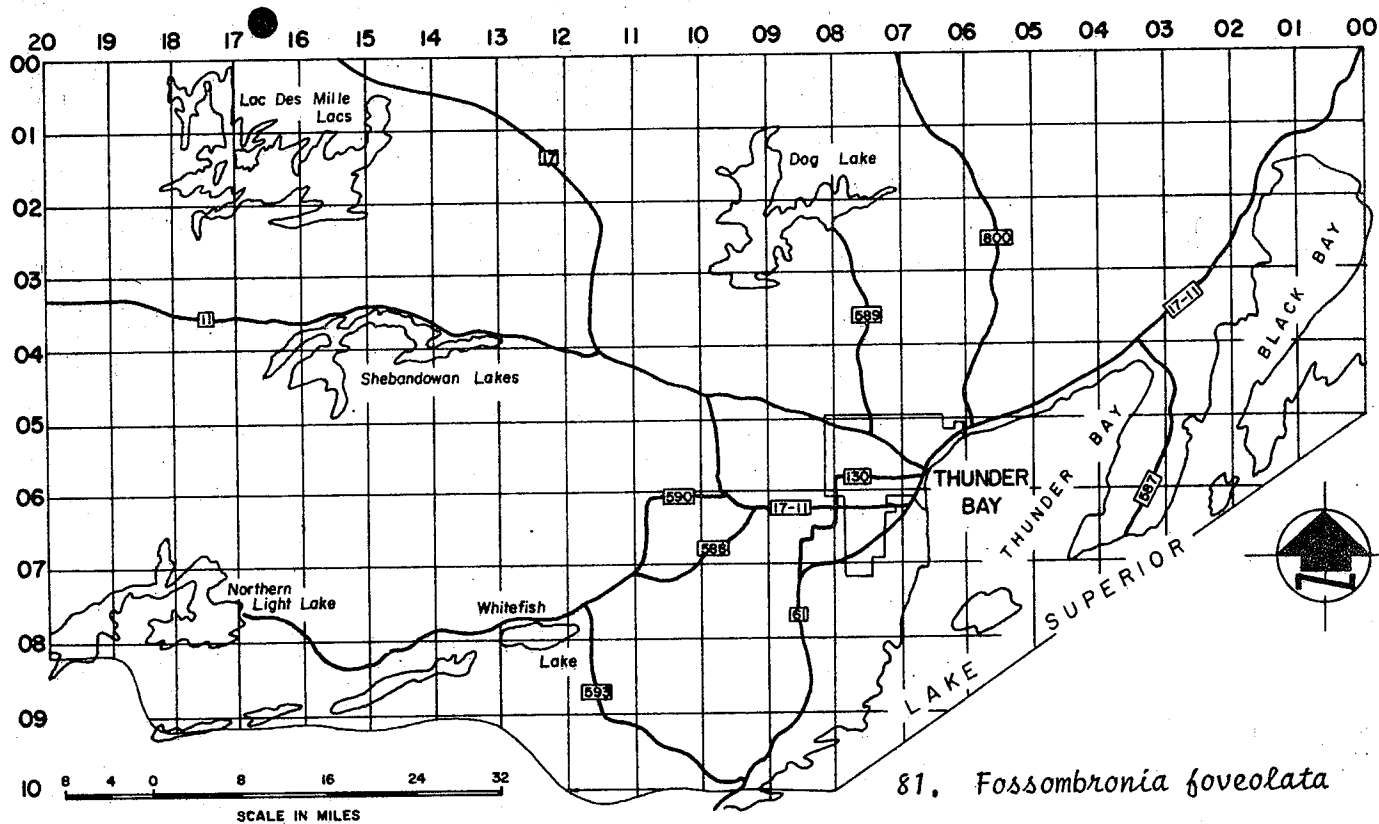 20 19 18 17 16 15 14 13 12 11 10 09 08 07 06 05 04 03 02 01 00
00
01
02
03
04
05
06
07
08
09
10
Lac Des Mille
Lacs
17
Dog Lake
800
589
17-11
11
Shebandowan Lakes
BLACK BAY
THUNDER BAY
130
THUNDER
BAY
590
17-11
588
587
Northern
Light Lake
Whitefish
Lake
61
593
LAKE SUPERIOR
N
8 4 0 8 16 24 32
SCALE IN MILES
81. Fossombronia foveolata